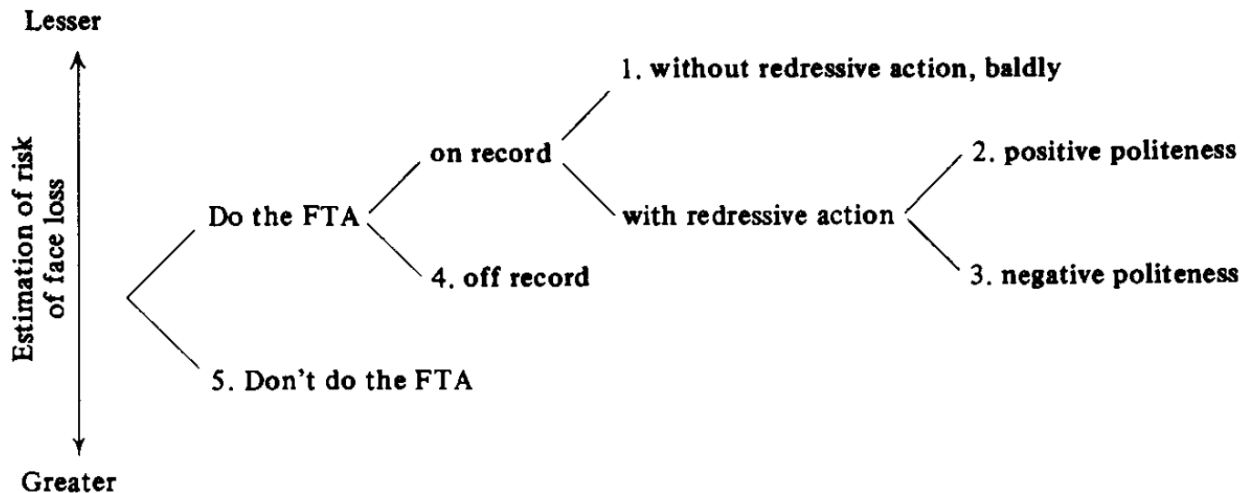 Lesser
Estimation of risk
of face loss
1. without redressive action, baldly
on record
2. positive politeness
Do the FTA
with redressive action
4. off record
3. negative politeness
5. Don't do the FTA
Greater